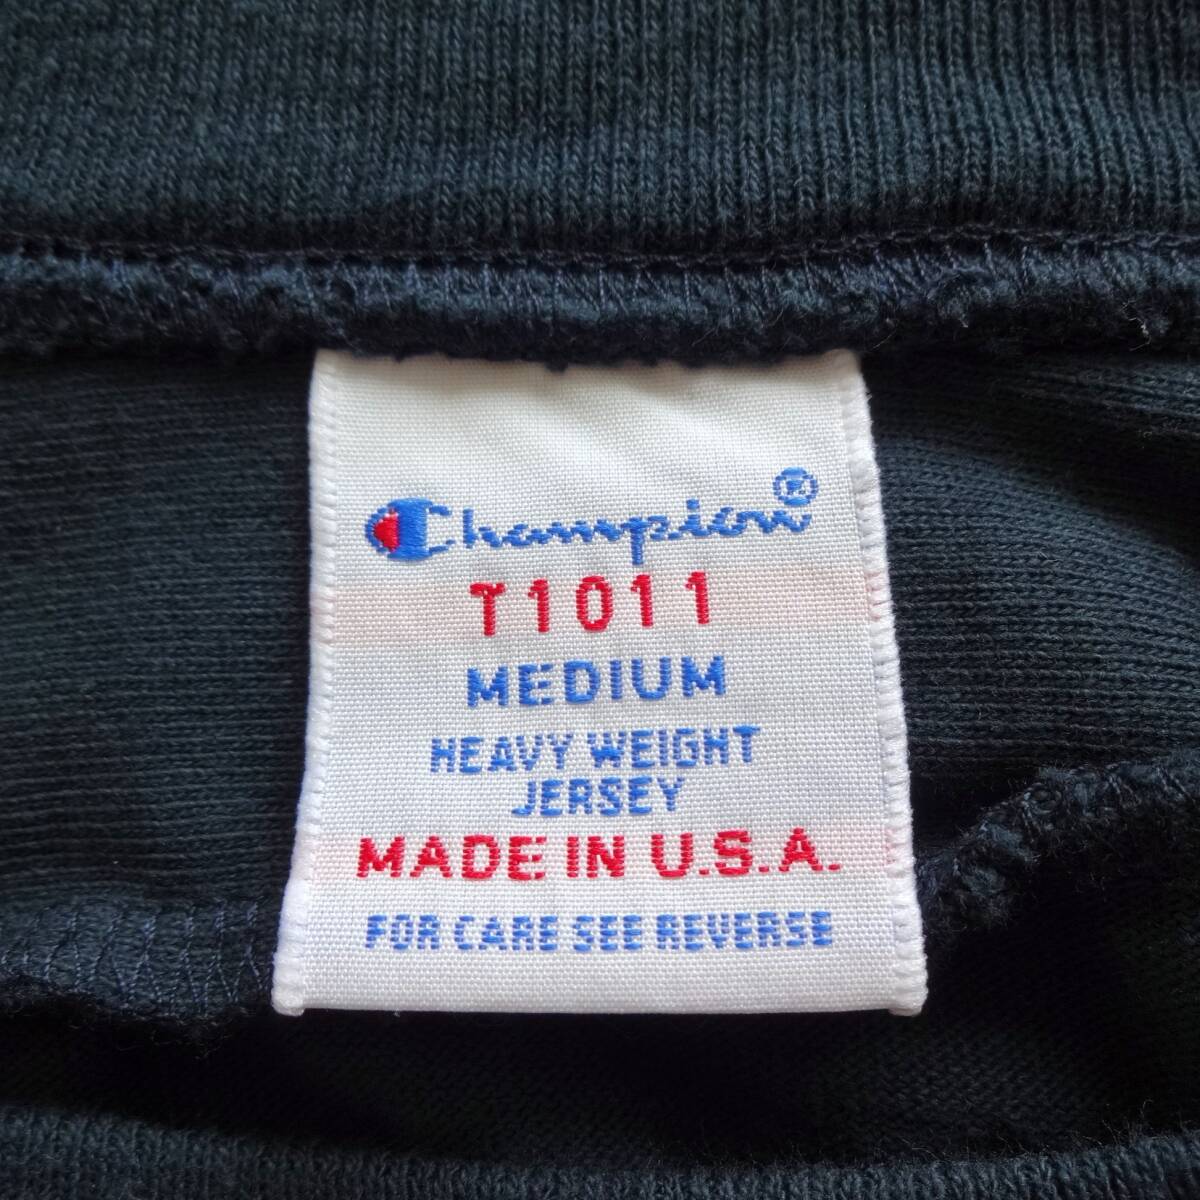 Champion®
T1011
MEDIUM
HEAVY WEIGHT
JERSEY
MADE IN U.S.A.
FOR CARE SEE REVERSE